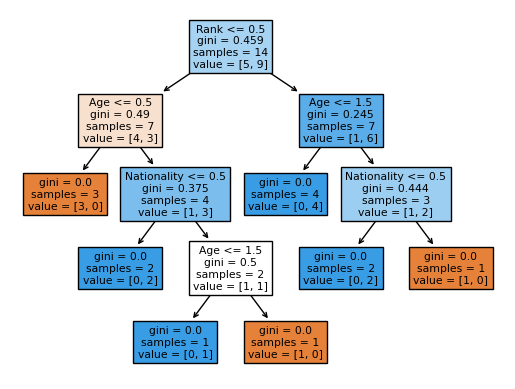 Rank <= 0.5
gini = 0.459
samples = 14
value = [5, 9]
Age <= 0.5
gini = 0.49
samples = 7
value = [4, 3]
Age <= 1.5
gini = 0.245
samples = 7
value = [1, 6]
gini = 0.0
samples = 3
value = [3, 0]
Nationality <= 0.5
gini = 0.375
samples = 4
value = [1, 3]
gini = 0.0
samples = 4
value = [0, 4]
Nationality <= 0.5
gini = 0.444
samples = 3
value = [1, 2]
gini = 0.0
samples = 2
value = [0, 2]
Age <= 1.5
gini = 0.5
samples = 2
value = [1, 1]
gini = 0.0
samples = 2
value = [0, 2]
gini = 0.0
samples = 1
value = [1, 0]
gini = 0.0
samples = 1
value = [0, 1]
gini = 0.0
samples = 1
value = [1, 0]